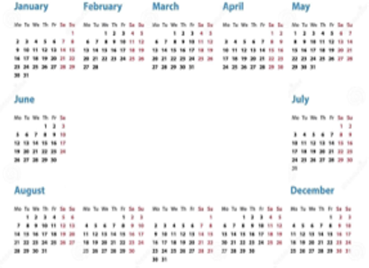 January
Mo Tu We Th Fr Sa Su
1
2 3 4 5 6 7 8
9 10 11 12 13 14 15
16 17 18 19 20 21 22
23 24 25 26 27 28 29
30 31
February
Mo Tu We Th Fr Sa Su
1 2 3 4 5
6 7 8 9 10 11 12
13 14 15 16 17 18 19
20 21 22 23 24 25 26
27 28
March
Mo Tu We Th Fr Sa Su
1 2 3 4 5
6 7 8 9 10 11 12
13 14 15 16 17 18 19
20 21 22 23 24 25 26
27 28 29 30 31
April
Mo Tu We Th Fr Sa Su
1 2
3 4 5 6 7 8 9
10 11 12 13 14 15 16
17 18 19 20 21 22 23
24 25 26 27 28 29 30
May
Mo Tu We Th Fr Sa Su
1 2 3 4 5 6 7
8 9 10 11 12 13 14
15 16 17 18 19 20 21
22 23 24 25 26 27 28
29 30 31
June
Mo Tu We Th Fr Sa
1 2 3
5 6 7 8 9 10
12 13 14 15 16 17
19 20 21 22 23 24
26 27 28 29 30
July
Mo Tu We Th Fr Sa Su
1 2
3 4 5 6 7 8 9
10 11 12 13 14 15 16
17 18 19 20 21 22 23
24 25 26 27 28 29 30
31
August
Mo Tu We Th Fr Sa Su
1 2 3 4 5 6
7 8 9 10 11 12 13
14 15 16 17 18 19 20
21 22 23 24 25 26 27
28 29 30 31
Mo Tu We Th Fr Sa Su
1 2 3
4 5 6 7 8 9 10
11 12 13 14 15 16 17
18 19 20 21 22 23 24
25 26 27 28 29 30
Mo Tu We Th Fr Sa Su
1
2 3 4 5 6 7 8
9 10 11 12 13 14 15
16 17 18 19 20 21 22
23 24 25 26 27 28 29
30 31
Mo Tu We Th Fr Sa Su
1 2 3 4 5
6 7 8 9 10 11 12
13 14 15 16 17 18 19
20 21 22 23 24 25 26
27 28 29 30
December
Mo Tu We Th Fr Sa Su
1 2 3
4 5 6 7 8 9 10
11 12 13 14 15 16 17
18 19 20 21 22 23 24
25 26 27 28 29 30 31